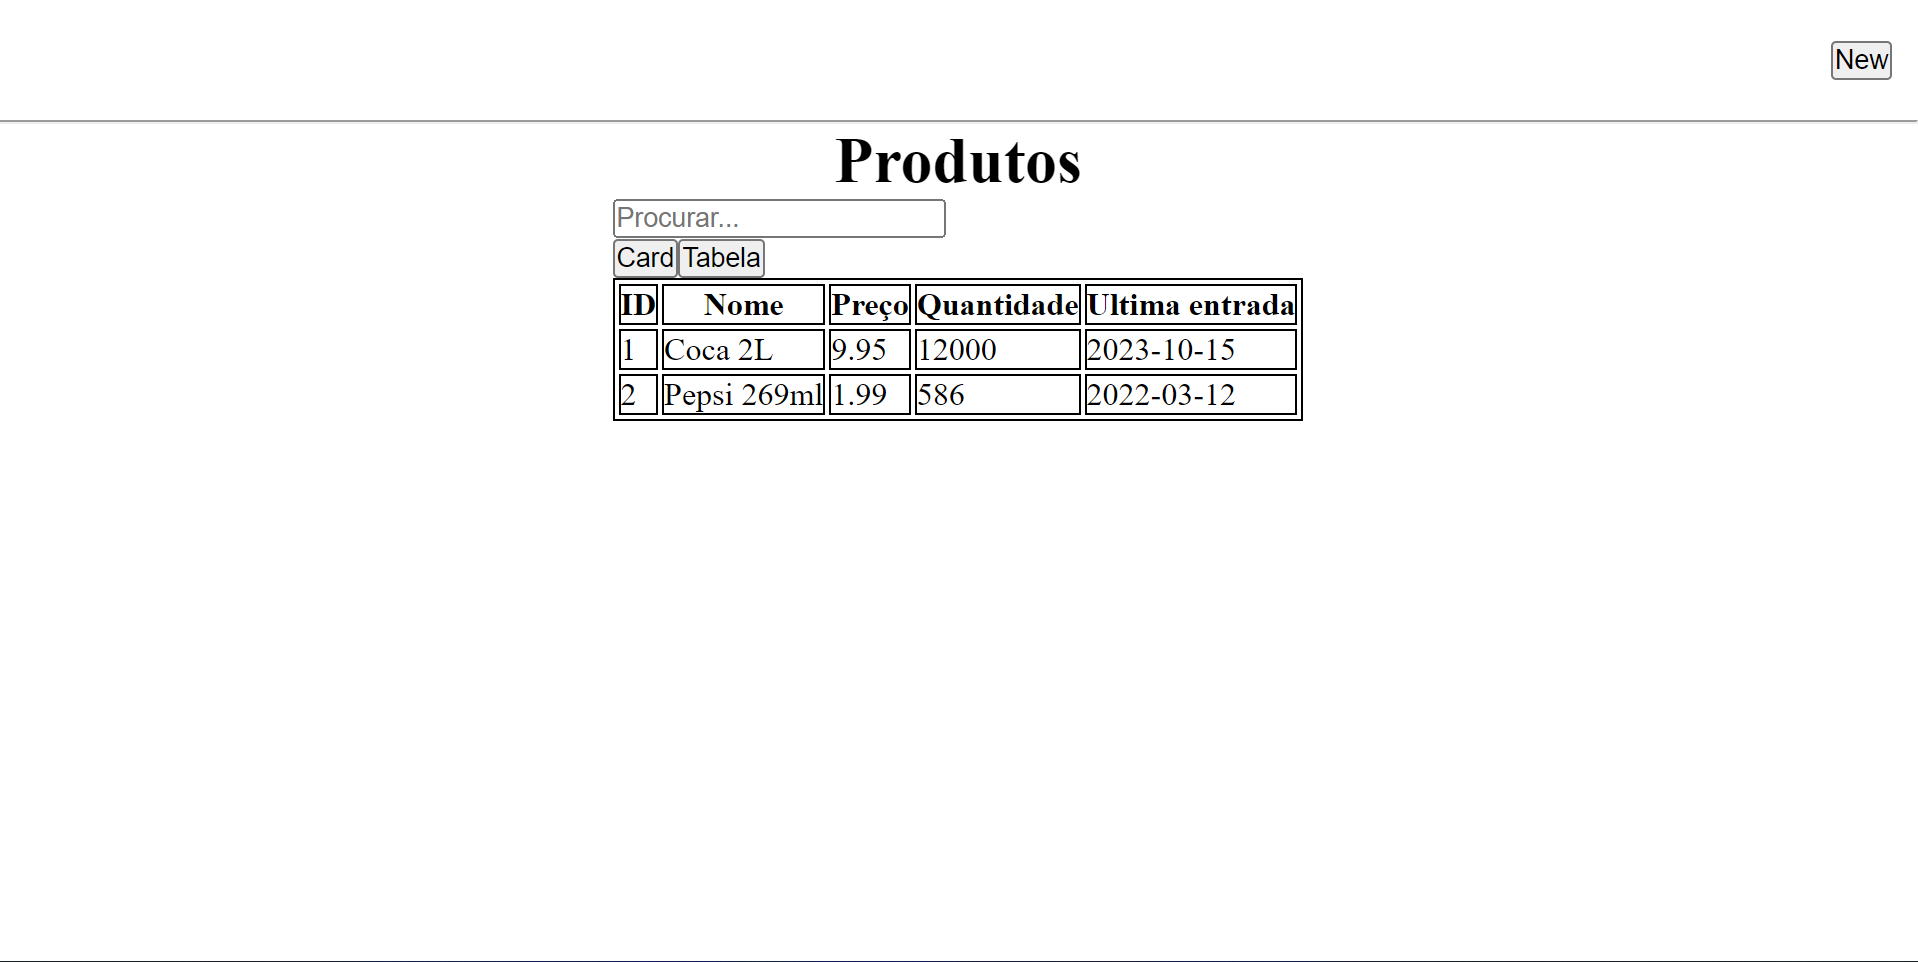 New
Produtos
Procurar...
Card Tabela
ID Nome Preço Quantidade Ultima entrada
1 Coca 2L 9.95 12000 2023-10-15
2 Pepsi 269ml 1.99 586 2022-03-12